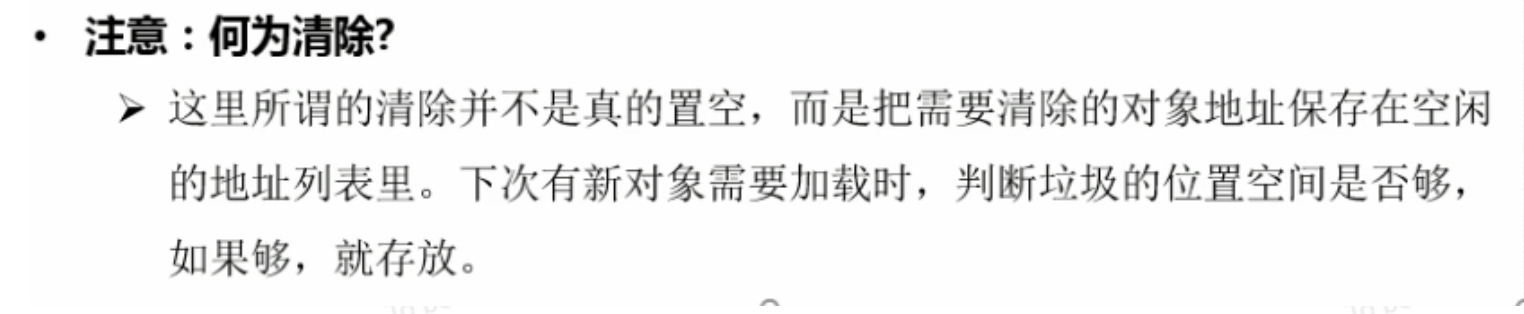 • 注意：何为清除?
➢ 这里所谓的清除并不是真的置空，而是把需要清除的对象地址保存在空闲
的地址列表里。下次有新对象需要加载时，判断垃圾的位置空间是否够，
如果够，就存放。